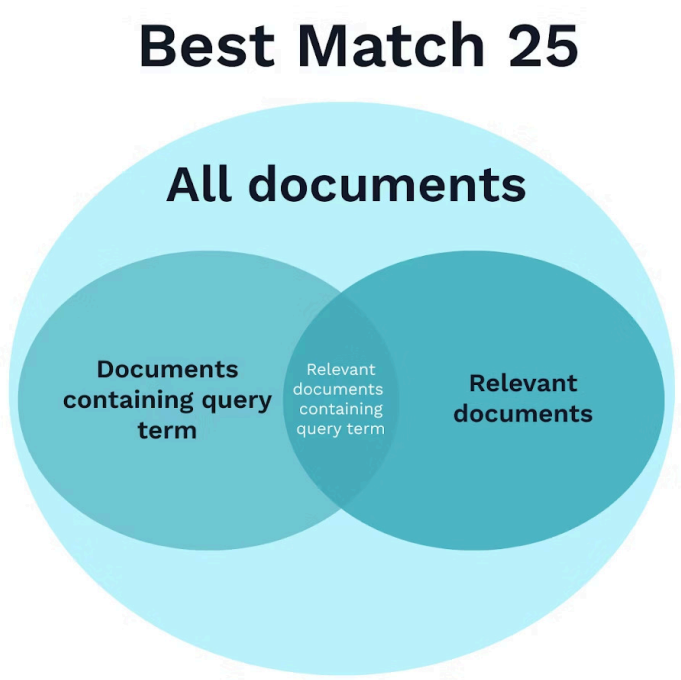 Best Match 25
All documents
Documents
containing query
term
Relevant
documents
containing
query term
Relevant
documents